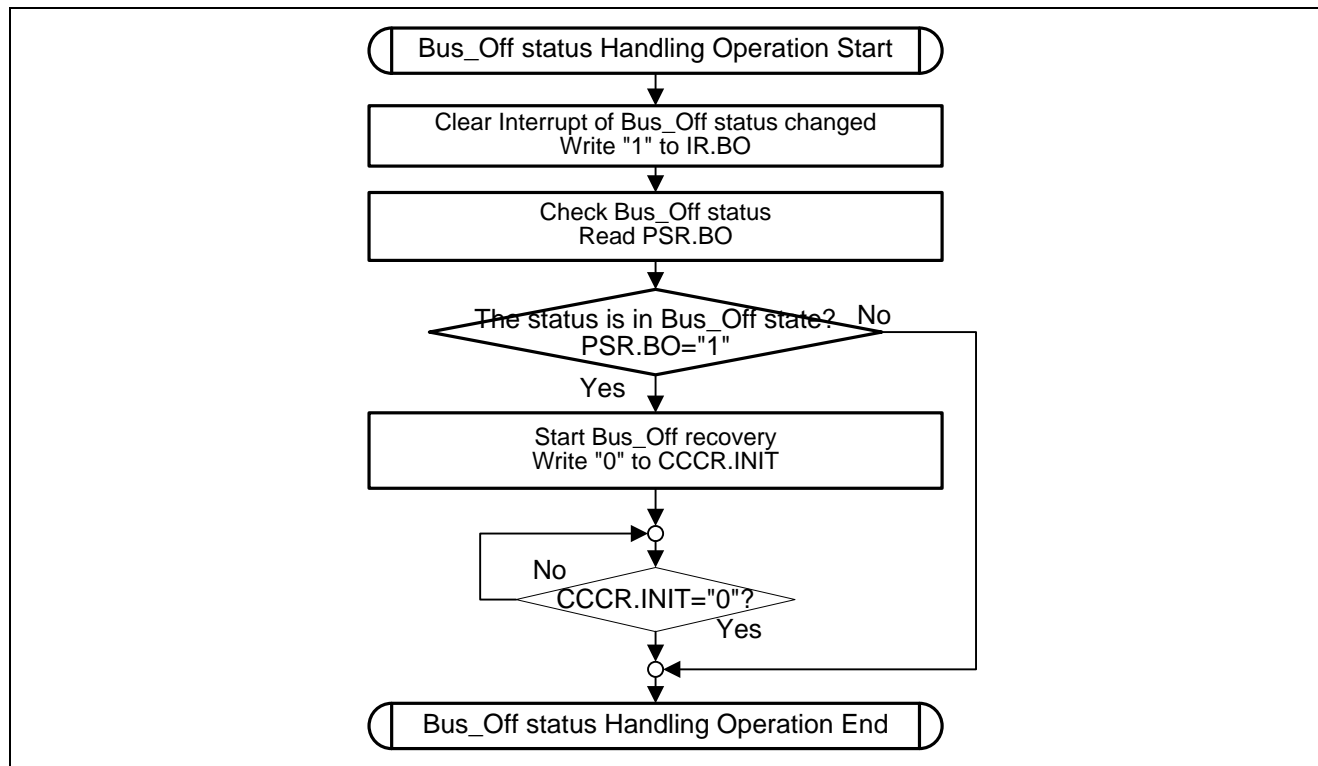 Bus_Off status Handling Operation Start
Clear Interrupt of Bus_Off status changed
Write "1" to IR.BO
Check Bus_Off status
Read PSR.BO
The status is in Bus_Off state?
No
PSR.BO="1"
Yes
Start Bus_Off recovery
Write "0" to CCCR.INIT
No
CCCR.INIT="0"?
Yes
Bus_Off status Handling Operation End